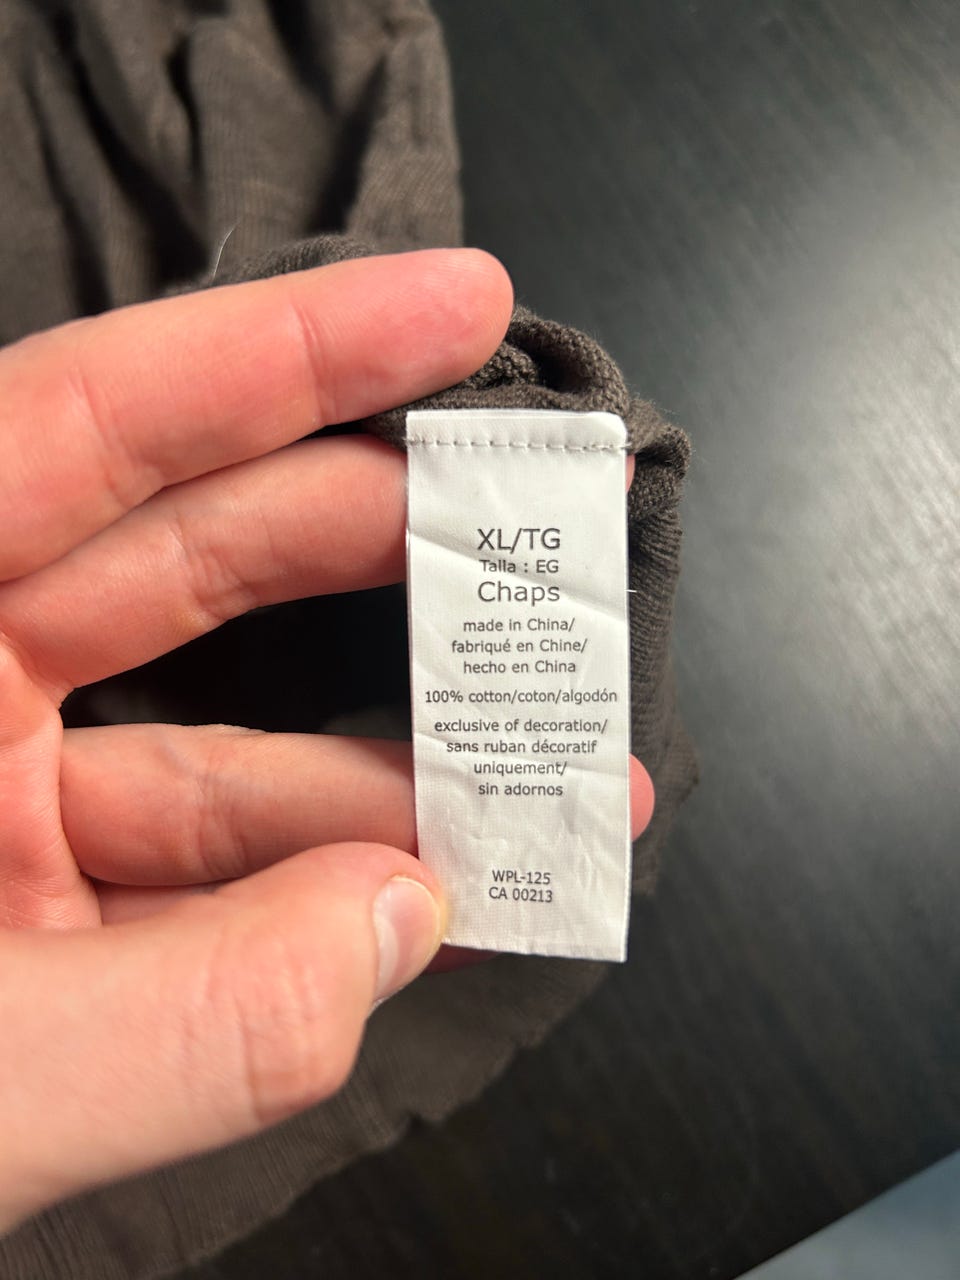 XL/TG
Talla : EG
Chaps
made in China/
fabriqué en Chine/
hecho en China
100% cotton/coton/algodón
exclusive of decoration/
sans ruban décoratif
uniquement/
sin adornos
WPL-125
CA 00213